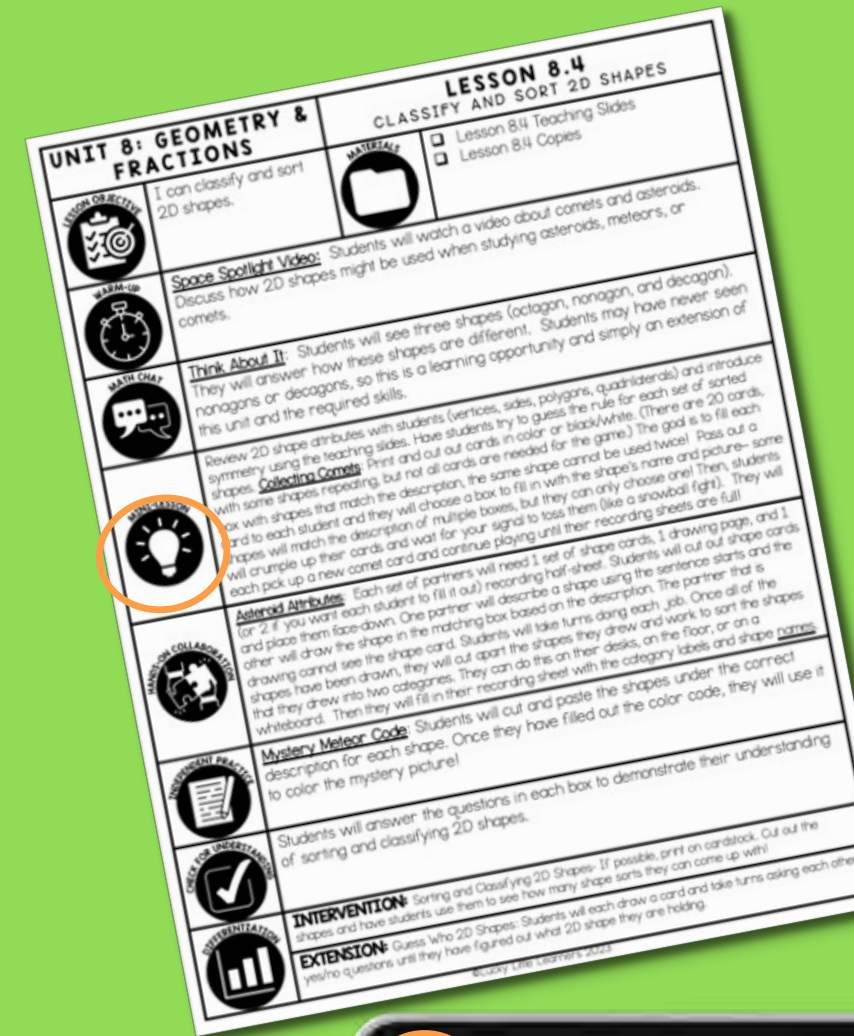 UNIT 8: GEOMETRY &
FRACTIONS
LESSON 8.4
CLASSIFY AND SORT 2D SHAPES
LESSON OBJECTIVE
I can classify and sort
2D shapes.
MATERIALS
Lesson 8.4 Teaching Slides
Lesson 8.4 Copies
WARM-UP
Space Spotlight Video: Students will watch a video about comets and asteroids.
Discuss how 2D shapes might be used when studying asteroids, meteors, or
comets.
MATH CHAT
Think About It: Students will see three shapes (octagon, nonagon, and decagon).
They will answer how these shapes are different. Students may have never seen
nonagons or decagons, so this is a learning opportunity and simply an extension of
this unit and the required skills.
MINI-LESSON
Review 2D shape attributes with students (vertices, sides, polygons, quadrilaterals) and introduce
symmetry using the teaching slides. Have students try to guess the rule for each set of sorted
shapes. Collecting Comets: Print and cut out cards in color or black/white. (There are 20 cards,
with some shapes repeating, but not all cards are needed for the game.) The goal is to fill each
box with shapes that match the description, the same shape cannot be used twice! Pass out a
card to each student and they will choose a box to fill in with the shape's name and picture– some
shapes will match the description of multiple boxes, but they can only choose one! Then, students
will crumple up their cards and wait for your signal to toss them (like a snowball fight). They will
each pick up a new comet card and continue playing until their recording sheets are full!
HANDS-ON COLLABORATION
Asteroid Attributes: Each set of partners will need 1 set of shape cards, 1 drawing page, and 1
(or 2 if you want each student to fill it out) recording half-sheet. Students will cut out shape cards
and place them face-down. One partner will describe a shape using the sentence starts and the
other will draw the shape in the matching box based on the description. The partner that is
drawing cannot see the shape card. Students will take turns doing each job. Once all of the
shapes have been drawn, they will cut apart the shapes they drew and work to sort the shapes
that they drew into two categories. They can do this on their desks, on the floor, or on a
whiteboard. Then they will fill in their recording sheet with the category labels and shape names.
INDEPENDENT PRACTICE
Mystery Meteor Code: Students will cut and paste the shapes under the correct
description for each shape. Once they have filled out the color code, they will use it
to color the mystery picture!
CHECK FOR UNDERSTANDING
Students will answer the questions in each box to demonstrate their understanding
of sorting and classifying 2D shapes.
DIFFERENTIATION
INTERVENTION: Sorting and Classifying 2D Shapes- If possible, print on cardstock. Cut out the
shapes and have students use them to see how many shape sorts they can come up with!
EXTENSION: Guess Who 2D Shapes: Students will each draw a card and take turns asking each other
yes/no questions until they have figured out what 2D shape they are holding.
©Lucky Little Learners 2023